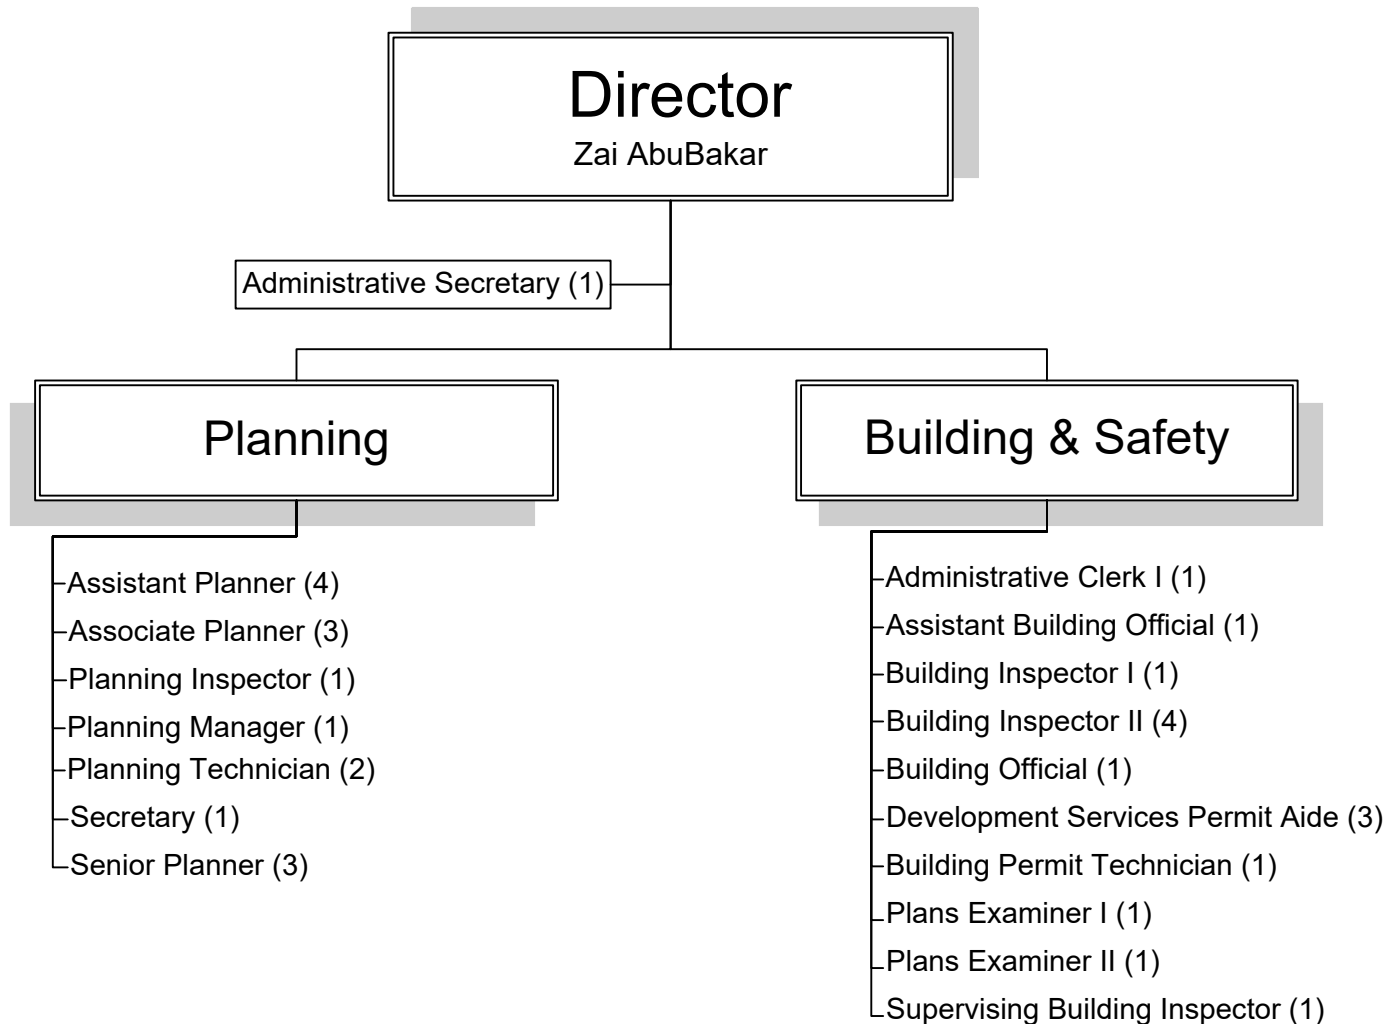 Director
Zai AbuBakar
Administrative Secretary (1)
Planning
Assistant Planner (4)
Associate Planner (3)
Planning Inspector (1)
Planning Manager (1)
Planning Technician (2)
Secretary (1)
Senior Planner (3)
Building & Safety
Administrative Clerk I (1)
Assistant Building Official (1)
Building Inspector I (1)
Building Inspector II (4)
Building Official (1)
Development Services Permit Aide (3)
Building Permit Technician (1)
Plans Examiner I (1)
Plans Examiner II (1)
Supervising Building Inspector (1)